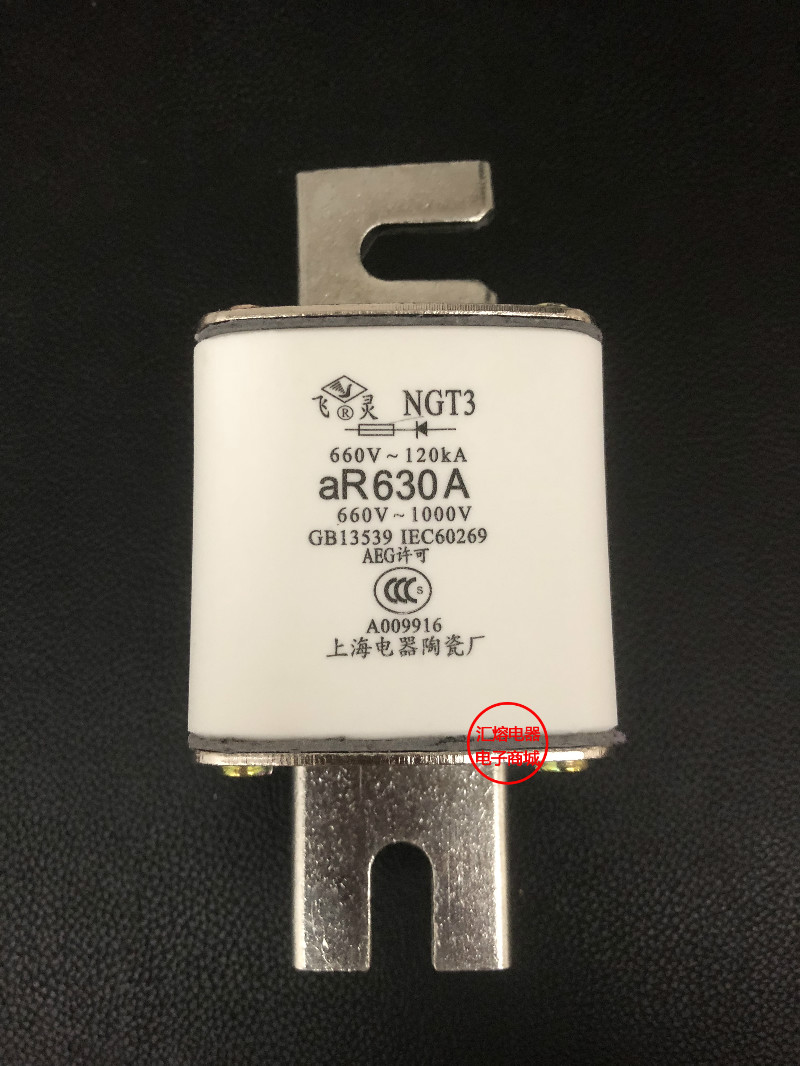 飞®灵 NGT3
660V~120kA
aR630A
660V~1000V
GB13539 IEC60269
AEG许可
CCC S
A009916
上海电器陶瓷厂
汇熔电器
电子商城